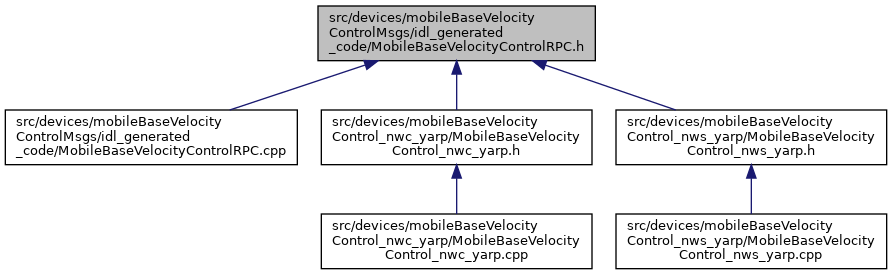 src/devices/mobileBaseVelocity
ControlMsgs/idl_generated
_code/MobileBaseVelocityControlRPC.h
src/devices/mobileBaseVelocity
ControlMsgs/idl_generated
_code/MobileBaseVelocityControlRPC.cpp
src/devices/mobileBaseVelocity
Control_nwc_yarp/MobileBaseVelocity
Control_nwc_yarp.h
src/devices/mobileBaseVelocity
Control_nws_yarp/MobileBaseVelocity
Control_nws_yarp.h
src/devices/mobileBaseVelocity
Control_nwc_yarp/MobileBaseVelocity
Control_nwc_yarp.cpp
src/devices/mobileBaseVelocity
Control_nws_yarp/MobileBaseVelocity
Control_nws_yarp.cpp